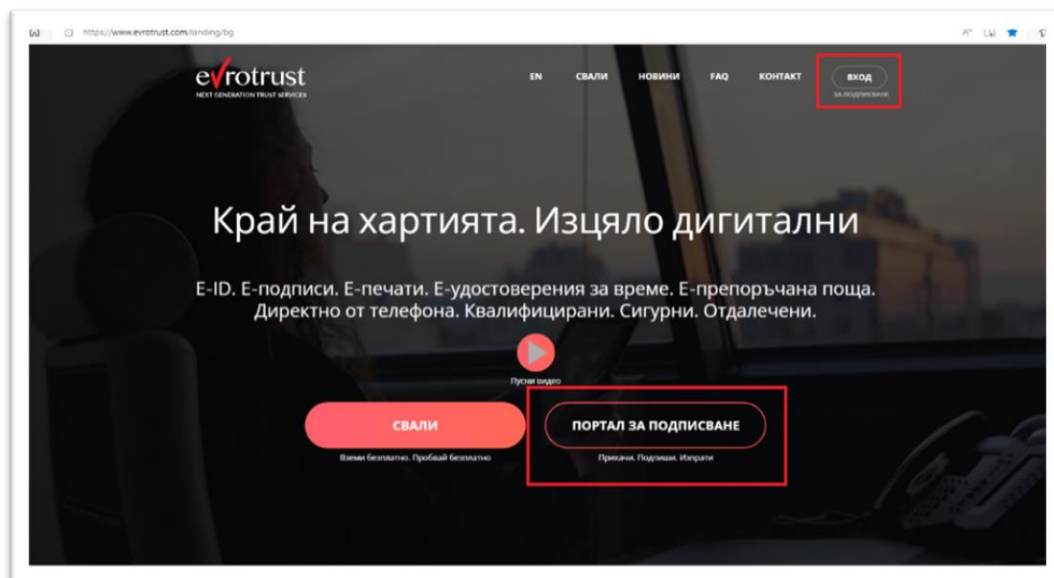 https://www.evrotrust.com/landing/bg
evrotrust
NEXT GENERATION TRUST SERVICES
EN СВАЛИ НОВИНИ FAQ КОНТАКТ ВХОД
ЗА ПОДПИСВАНЕ
Край на хартията. Изцяло дигитални
E-ID. Е-подписи. Е-печати. Е-удостоверения за време. Е-препоръчана поща.
Директно от телефона. Квалифицирани. Сигурни. Отдалечени.
Пусни видео
СВАЛИ ПОРТАЛ ЗА ПОДПИСВАНЕ
Вземи безплатно. Пробвай безплатно Прикачи. Подпиши. Изпрати